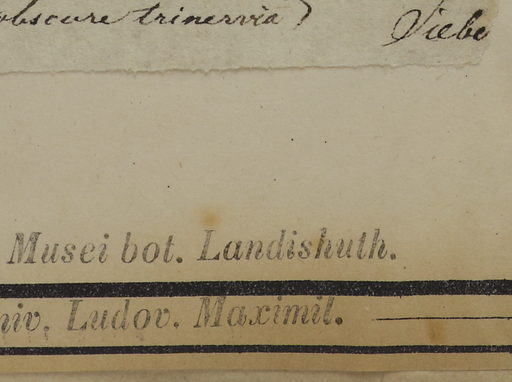 obscure trinervia) Siebe
Musei bot. Landishuth.
niv. Ludov. Maximil.